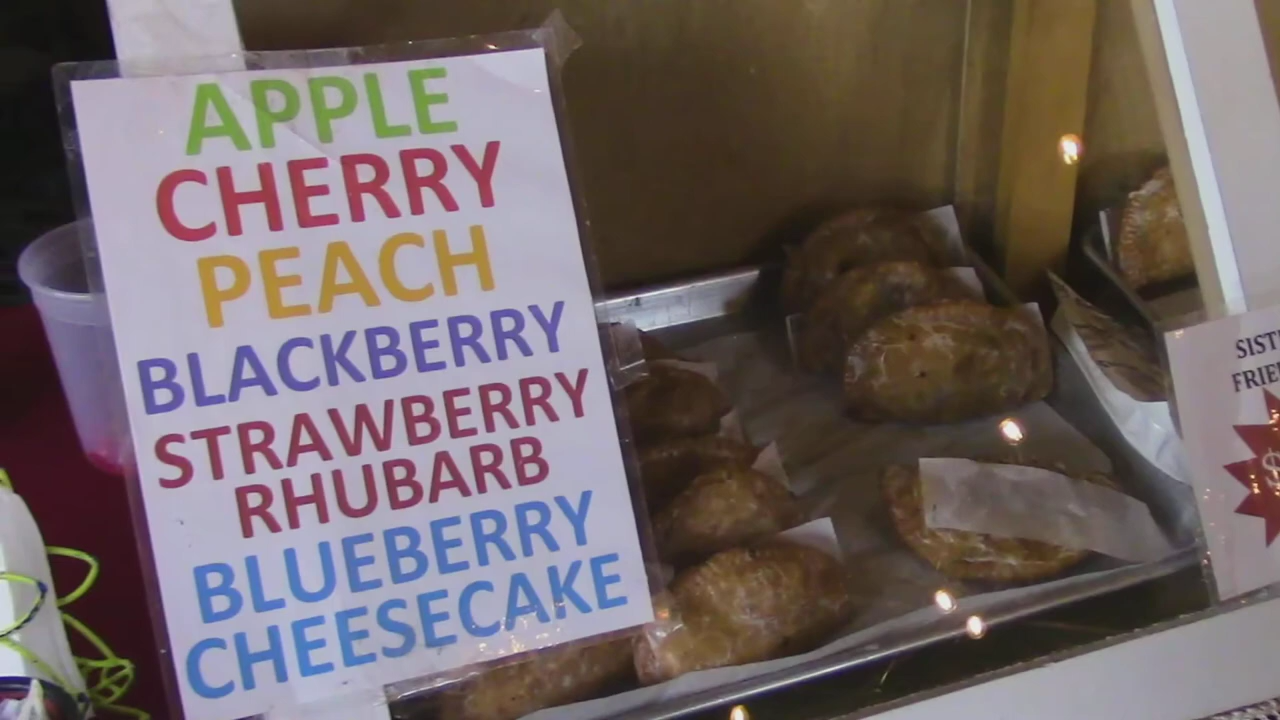 APPLE
CHERRY
PEACH
BLACKBERRY
STRAWBERRY
RHUBARB
BLUEBERRY
CHEESECAKE
$